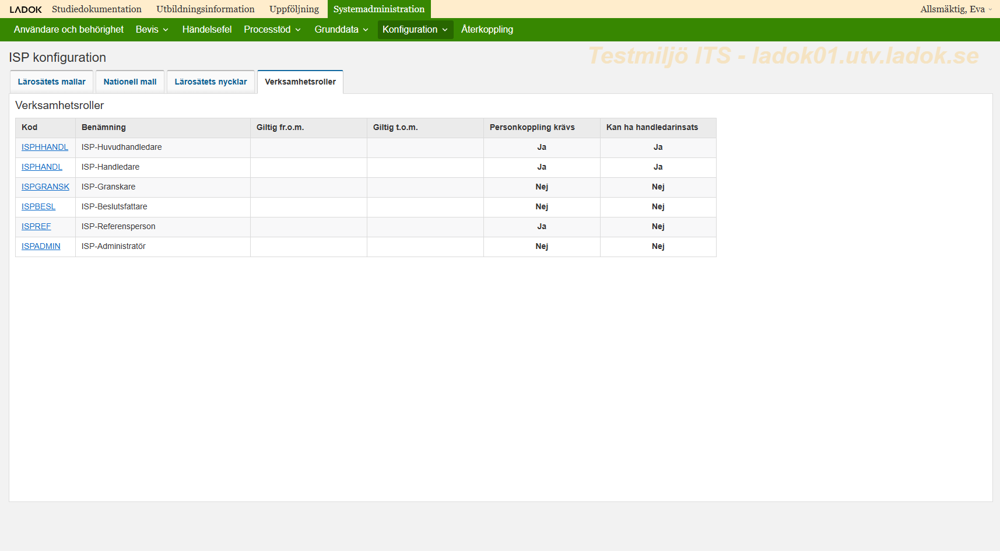 LADOK Studiedokumentation Utbildningsinformation Uppföljning Systemadministration Allsmäktig, Eva
Användare och behörighet Bevis Händelsefel Processtöd Grunddata Konfiguration Återkoppling
Testmiljö ITS - ladok01.utv.ladok.se
ISP konfiguration
Lärosätets mallar Nationell mall Lärosätets nycklar Verksamhetsroller
Verksamhetsroller
Kod Benämning Giltig fr.o.m. Giltig t.o.m. Personkoppling krävs Kan ha handledarinsats
ISPHHANDL ISP-Huvudhandledare Ja Ja
ISPHANDL ISP-Handledare Ja Ja
ISPGRANSK ISP-Granskare Nej Nej
ISPBESL ISP-Beslutsfattare Nej Nej
ISPREF ISP-Referensperson Ja Nej
ISPADMIN ISP-Administratör Nej Nej